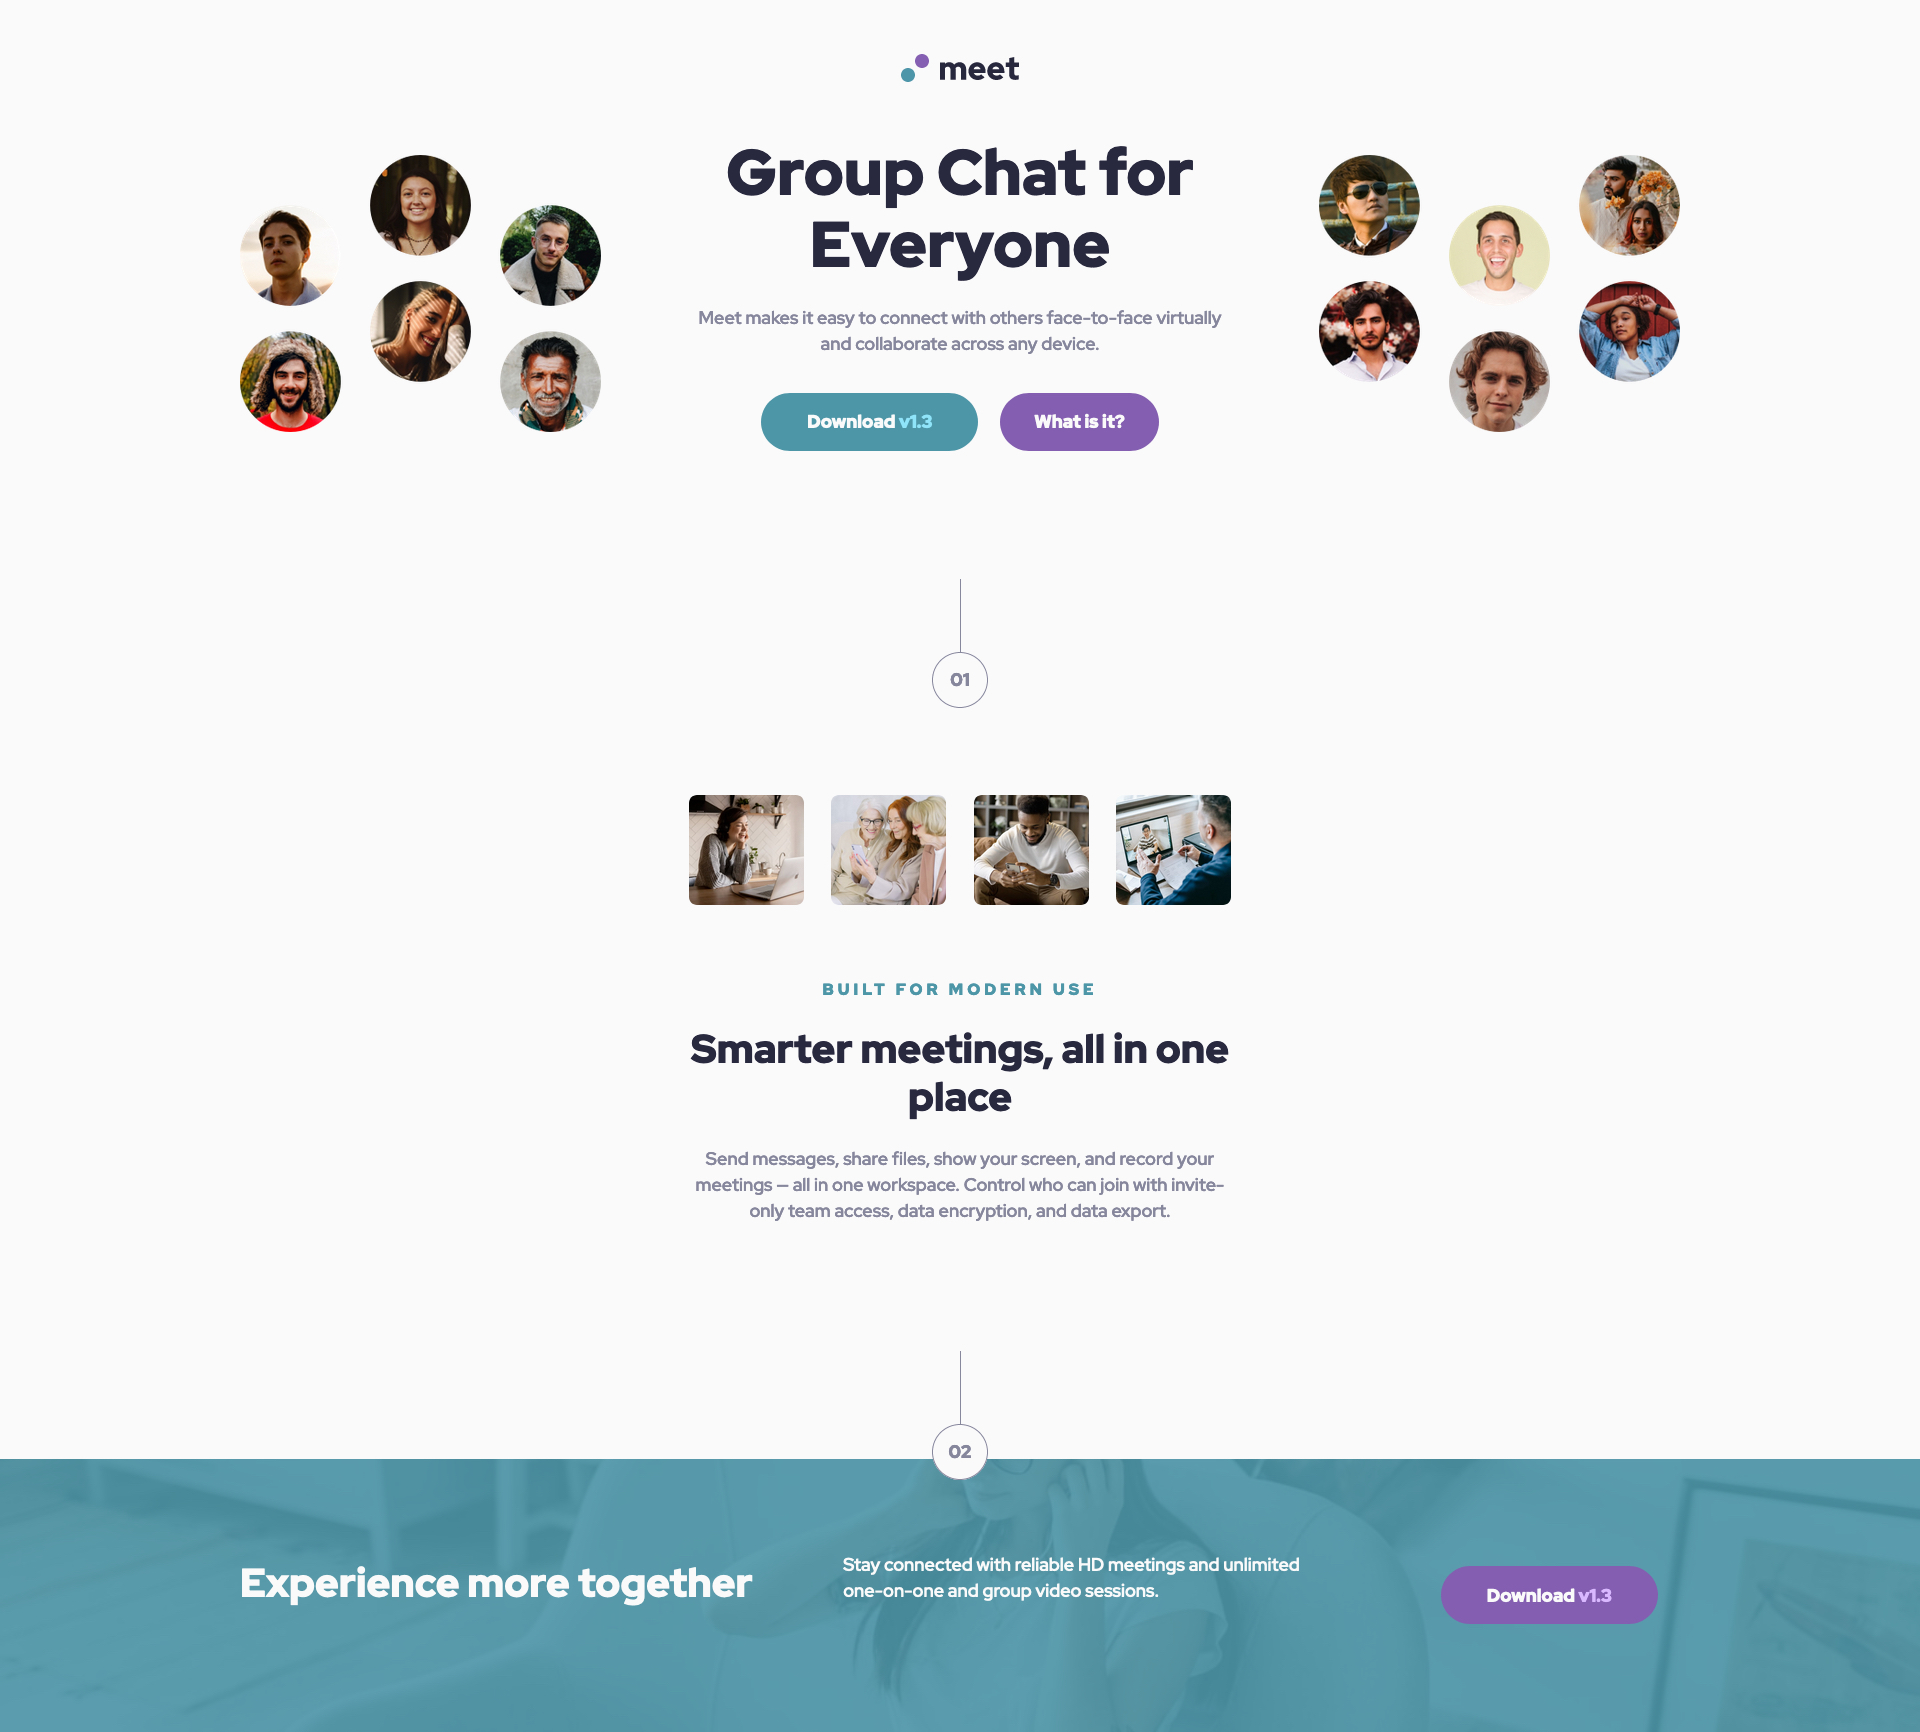 meet
Group Chat for
Everyone
Meet makes it easy to connect with others face-to-face virtually
and collaborate across any device.
Download v1.3
What is it?
01
BUILT FOR MODERN USE
Smarter meetings, all in one
place
Send messages, share files, show your screen, and record your
meetings — all in one workspace. Control who can join with invite-
only team access, data encryption, and data export.
02
Experience more together
Stay connected with reliable HD meetings and unlimited
one-on-one and group video sessions.
Download v1.3